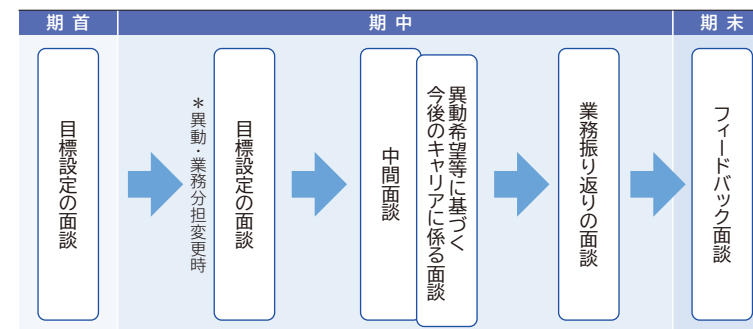 期首
期中
期末
目標設定の面談
＊異動・業務分担変更時
目標設定の面談
中間面談
異動希望等に基づく
今後のキャリアに係る面談
業務振り返りの面談
フィードバック面談